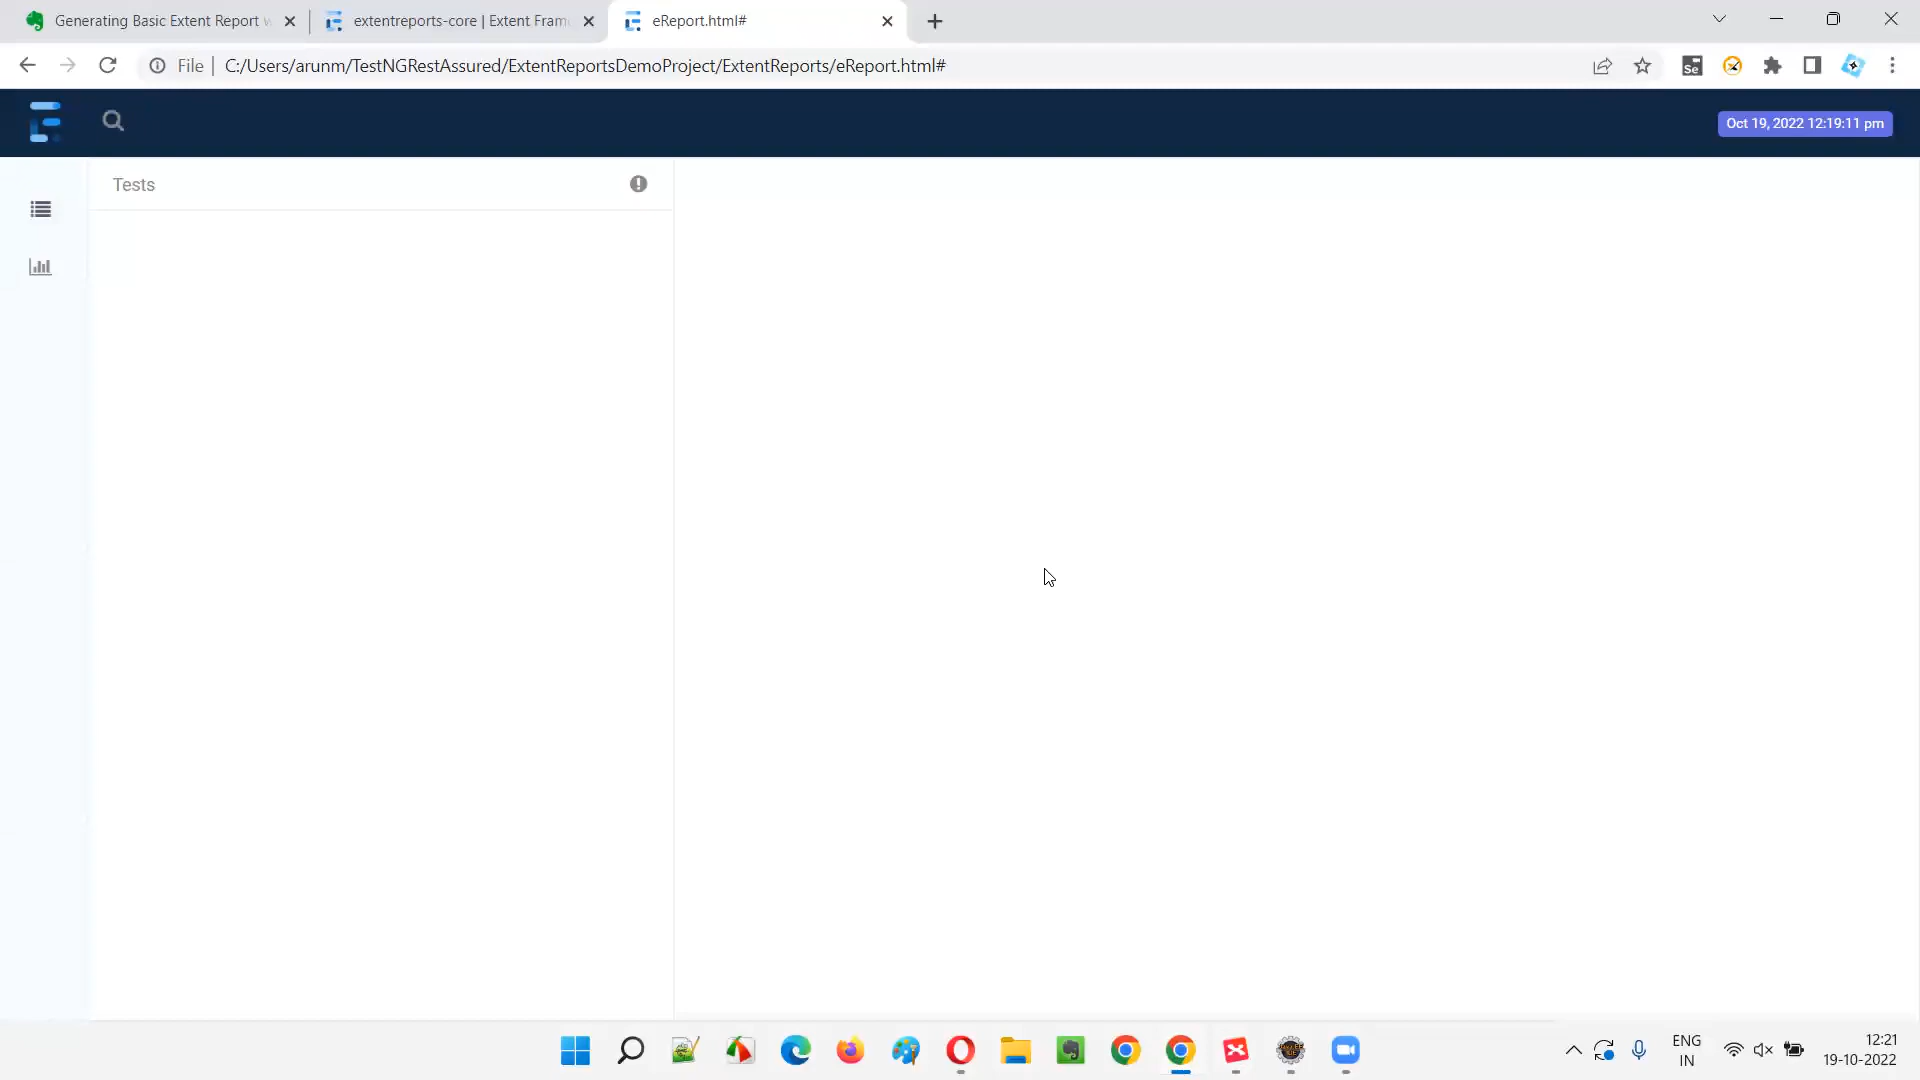 Generating Basic Extent Report w
extentreports-core | Extent Fram
eReport.html#
File | C:/Users/arunm/TestNGRestAssured/ExtentReportsDemoProject/ExtentReports/eReport.html#
Se
Oct 19, 2022 12:19:11 pm
Tests
ENG
IN
12:21
19-10-2022